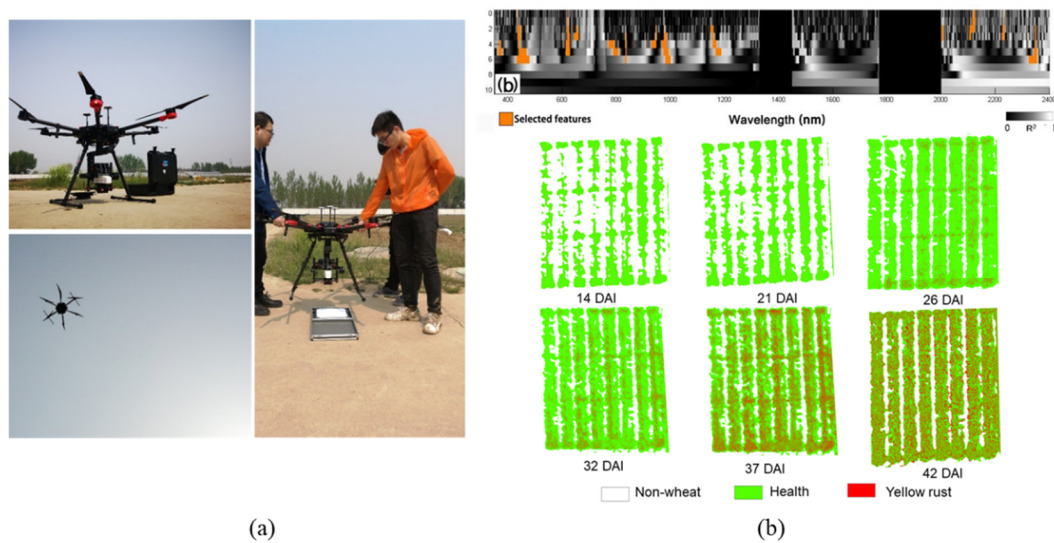 (b)
0
2
4
6
8
10
(b)
400 600 800 1000 1200 1400 1600 1800 2000 2200 2400
Selected features
Wavelength (nm)
0
R²
14 DAI
21 DAI
26 DAI
32 DAI
37 DAI
42 DAI
Non-wheat
Health
Yellow rust
(a)
(b)